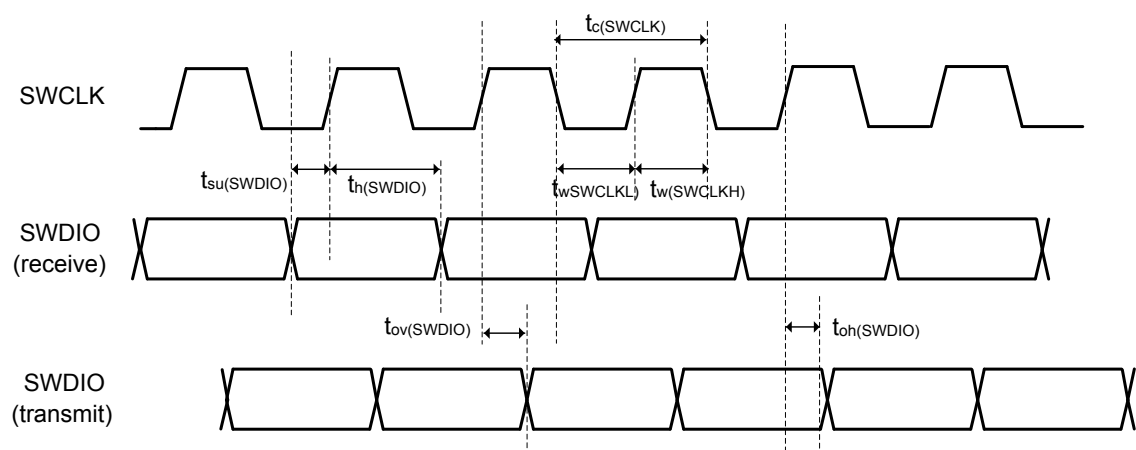 tc(SWCLK)
SWCLK
tsu(SWDIO)
th(SWDIO)
twSWCLKL)
tw(SWCLKH)
SWDIO
(receive)
tov(SWDIO)
toh(SWDIO)
SWDIO
(transmit)